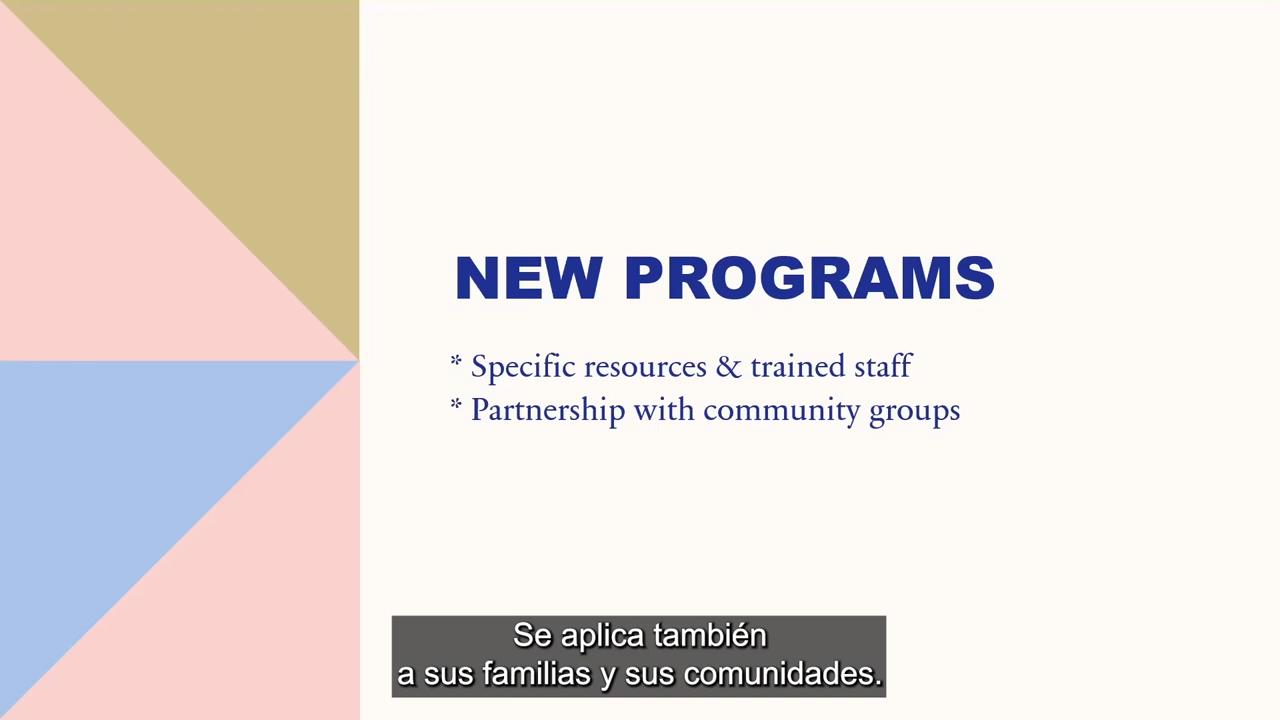 NEW PROGRAMS
* Specific resources & trained staff
* Partnership with community groups
Se aplica también
a sus familias y sus comunidades.